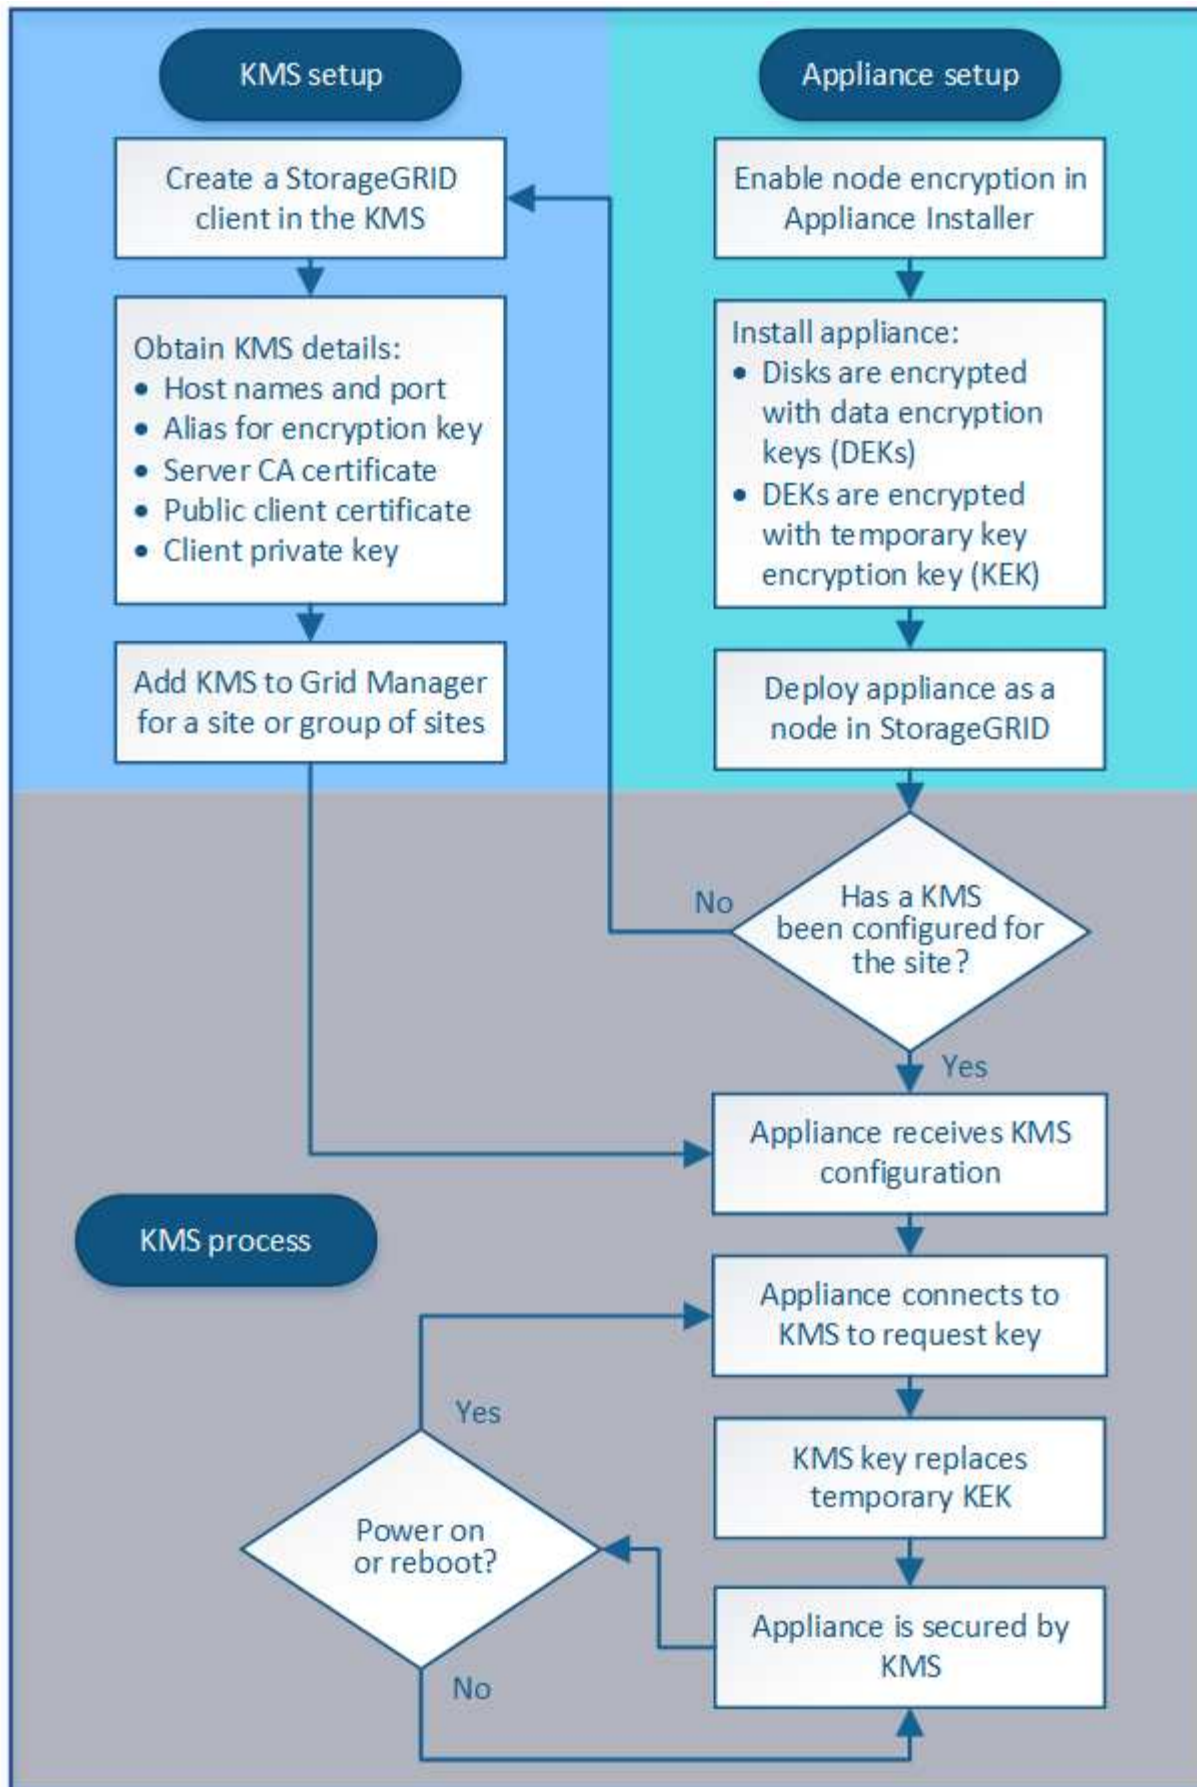 KMS setup
Create a StorageGRID
client in the KMS
Obtain KMS details:
• Host names and port
• Alias for encryption key
• Server CA certificate
• Public client certificate
• Client private key
Add KMS to Grid Manager
for a site or group of sites
Appliance setup
Enable node encryption in
Appliance Installer
Install appliance:
• Disks are encrypted
with data encryption
keys (DEKs)
• DEKs are encrypted
with temporary key
encryption key (KEK)
Deploy appliance as a
node in StorageGRID
Has a KMS
been configured for
the site?
No
Yes
Appliance receives KMS
configuration
KMS process
Appliance connects to
KMS to request key
KMS key replaces
temporary KEK
Appliance is secured by
KMS
Power on
or reboot?
Yes
No